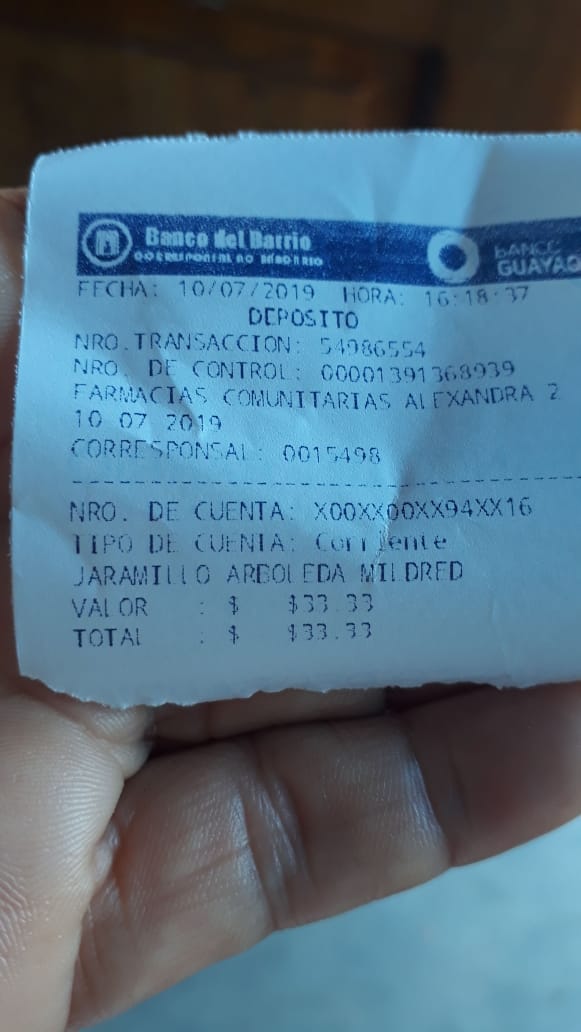 Banco del Barrio
CORRESPONSAL NO BANCARIO
BANCO
GUAYAQ
FECHA: 10/07/2019 HORA: 16:18:37
DEPOSITO
NRO.TRANSACCION: 54986554
NRO. DE CONTROL: 00001391368939
FARMACIAS COMUNITARIAS ALEXANDRA 2
10 07 2019
CORRESPONSAL: 0015498
NRO. DE CUENTA: X00XX00XX94XX16
TIPO DE CUENTA: Corriente
JARAMILLO ARBOLEDA MILDRED
VALOR : $ $33.33
TOTAL : $ $33.33